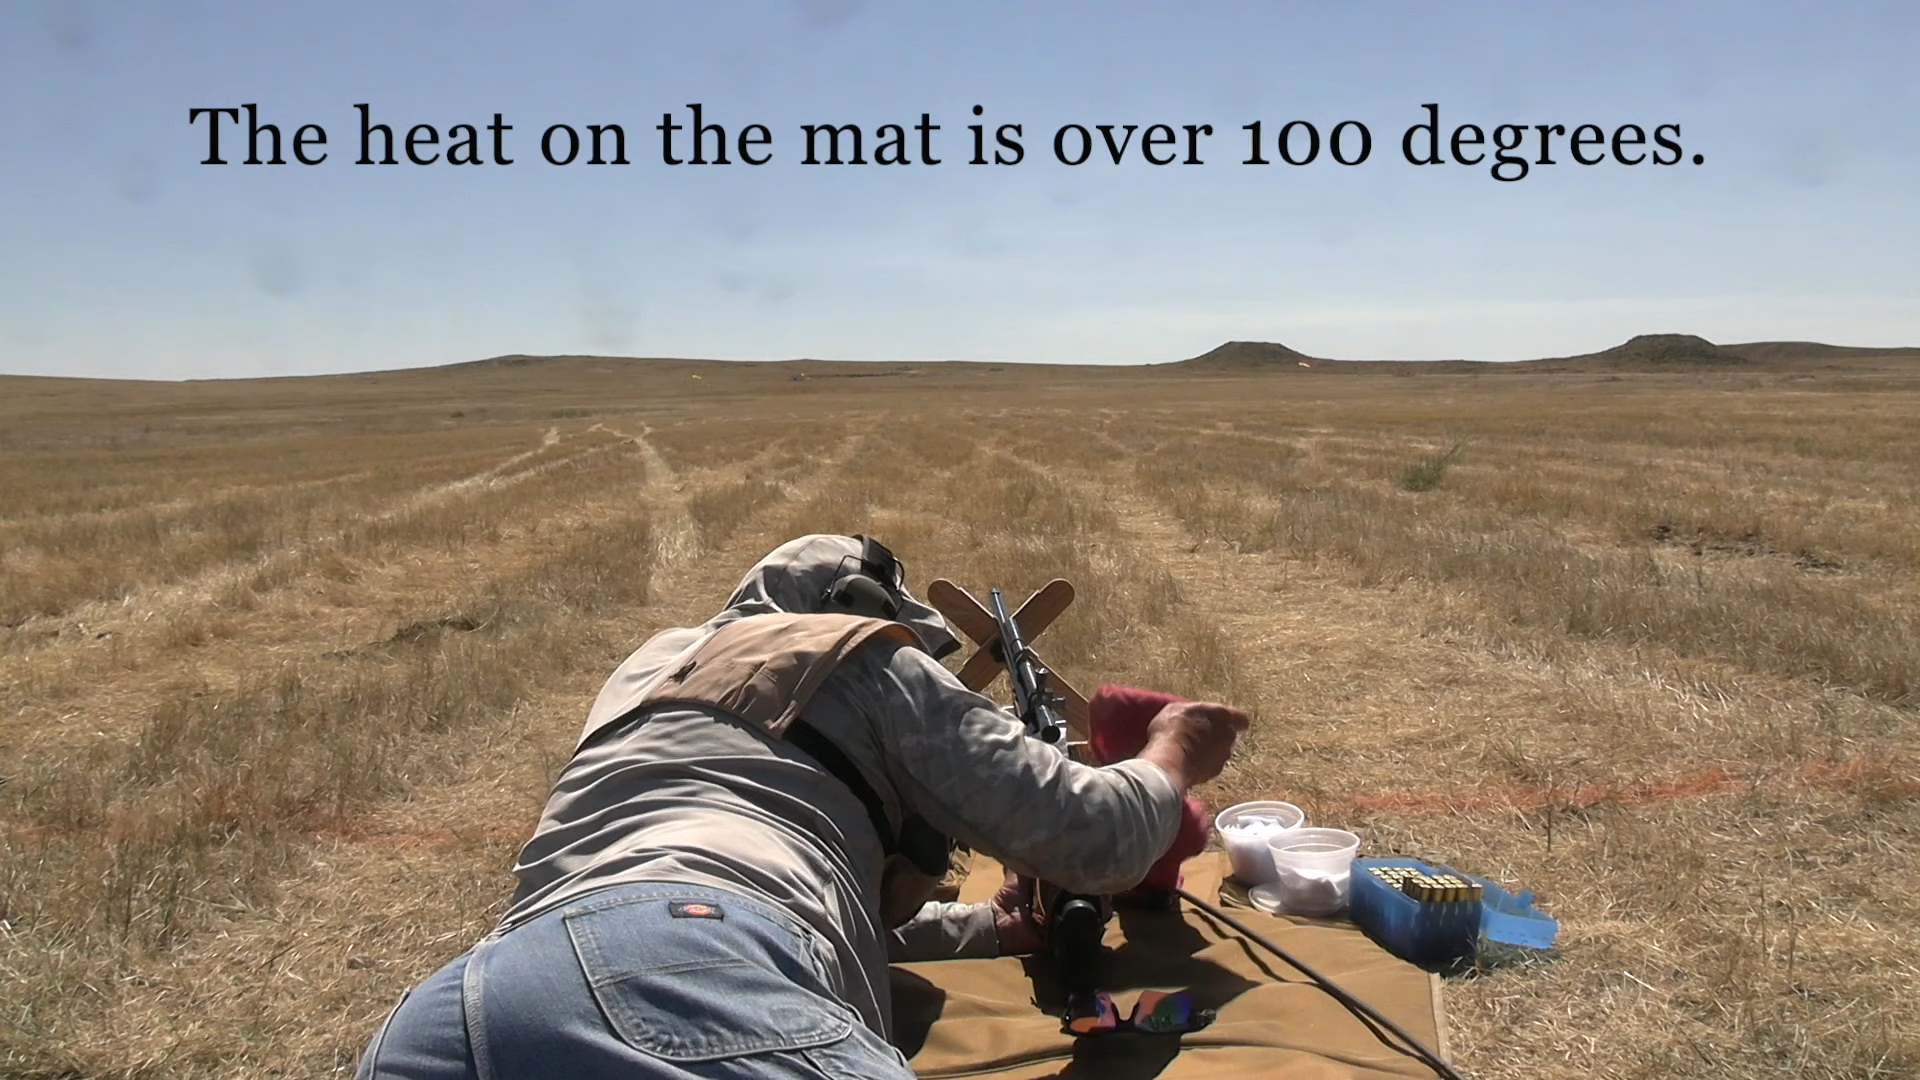 The heat on the mat is over 100 degrees.